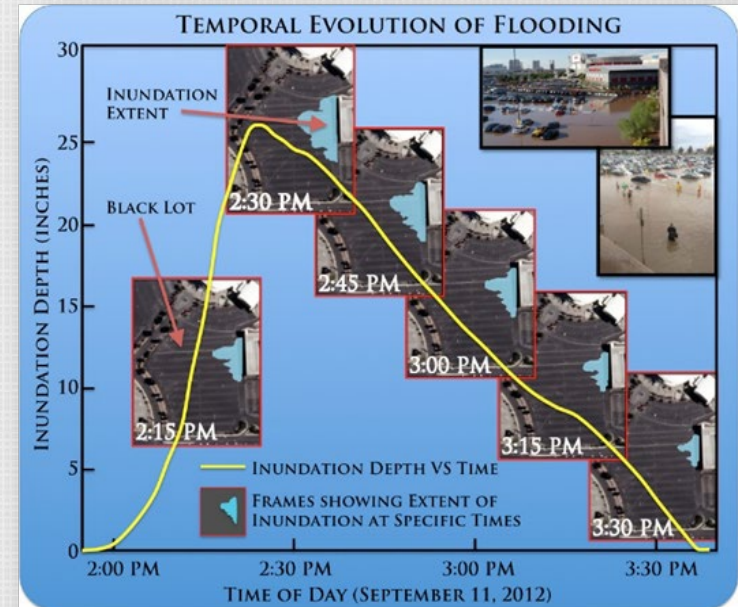 TEMPORAL EVOLUTION OF FLOODING
30
25
20
15
10
5
0
INUNDATION DEPTH (INCHES)
INUNDATION
EXTENT
BLACK LOT
2:15 PM
2:30 PM
2:45 PM
3:00 PM
3:15 PM
3:30 PM
INUNDATION DEPTH VS TIME
FRAMES SHOWING EXTENT OF
INUNDATION AT SPECIFIC TIMES
2:00 PM
2:30 PM
3:00 PM
3:30 PM
TIME OF DAY (SEPTEMBER 11, 2012)